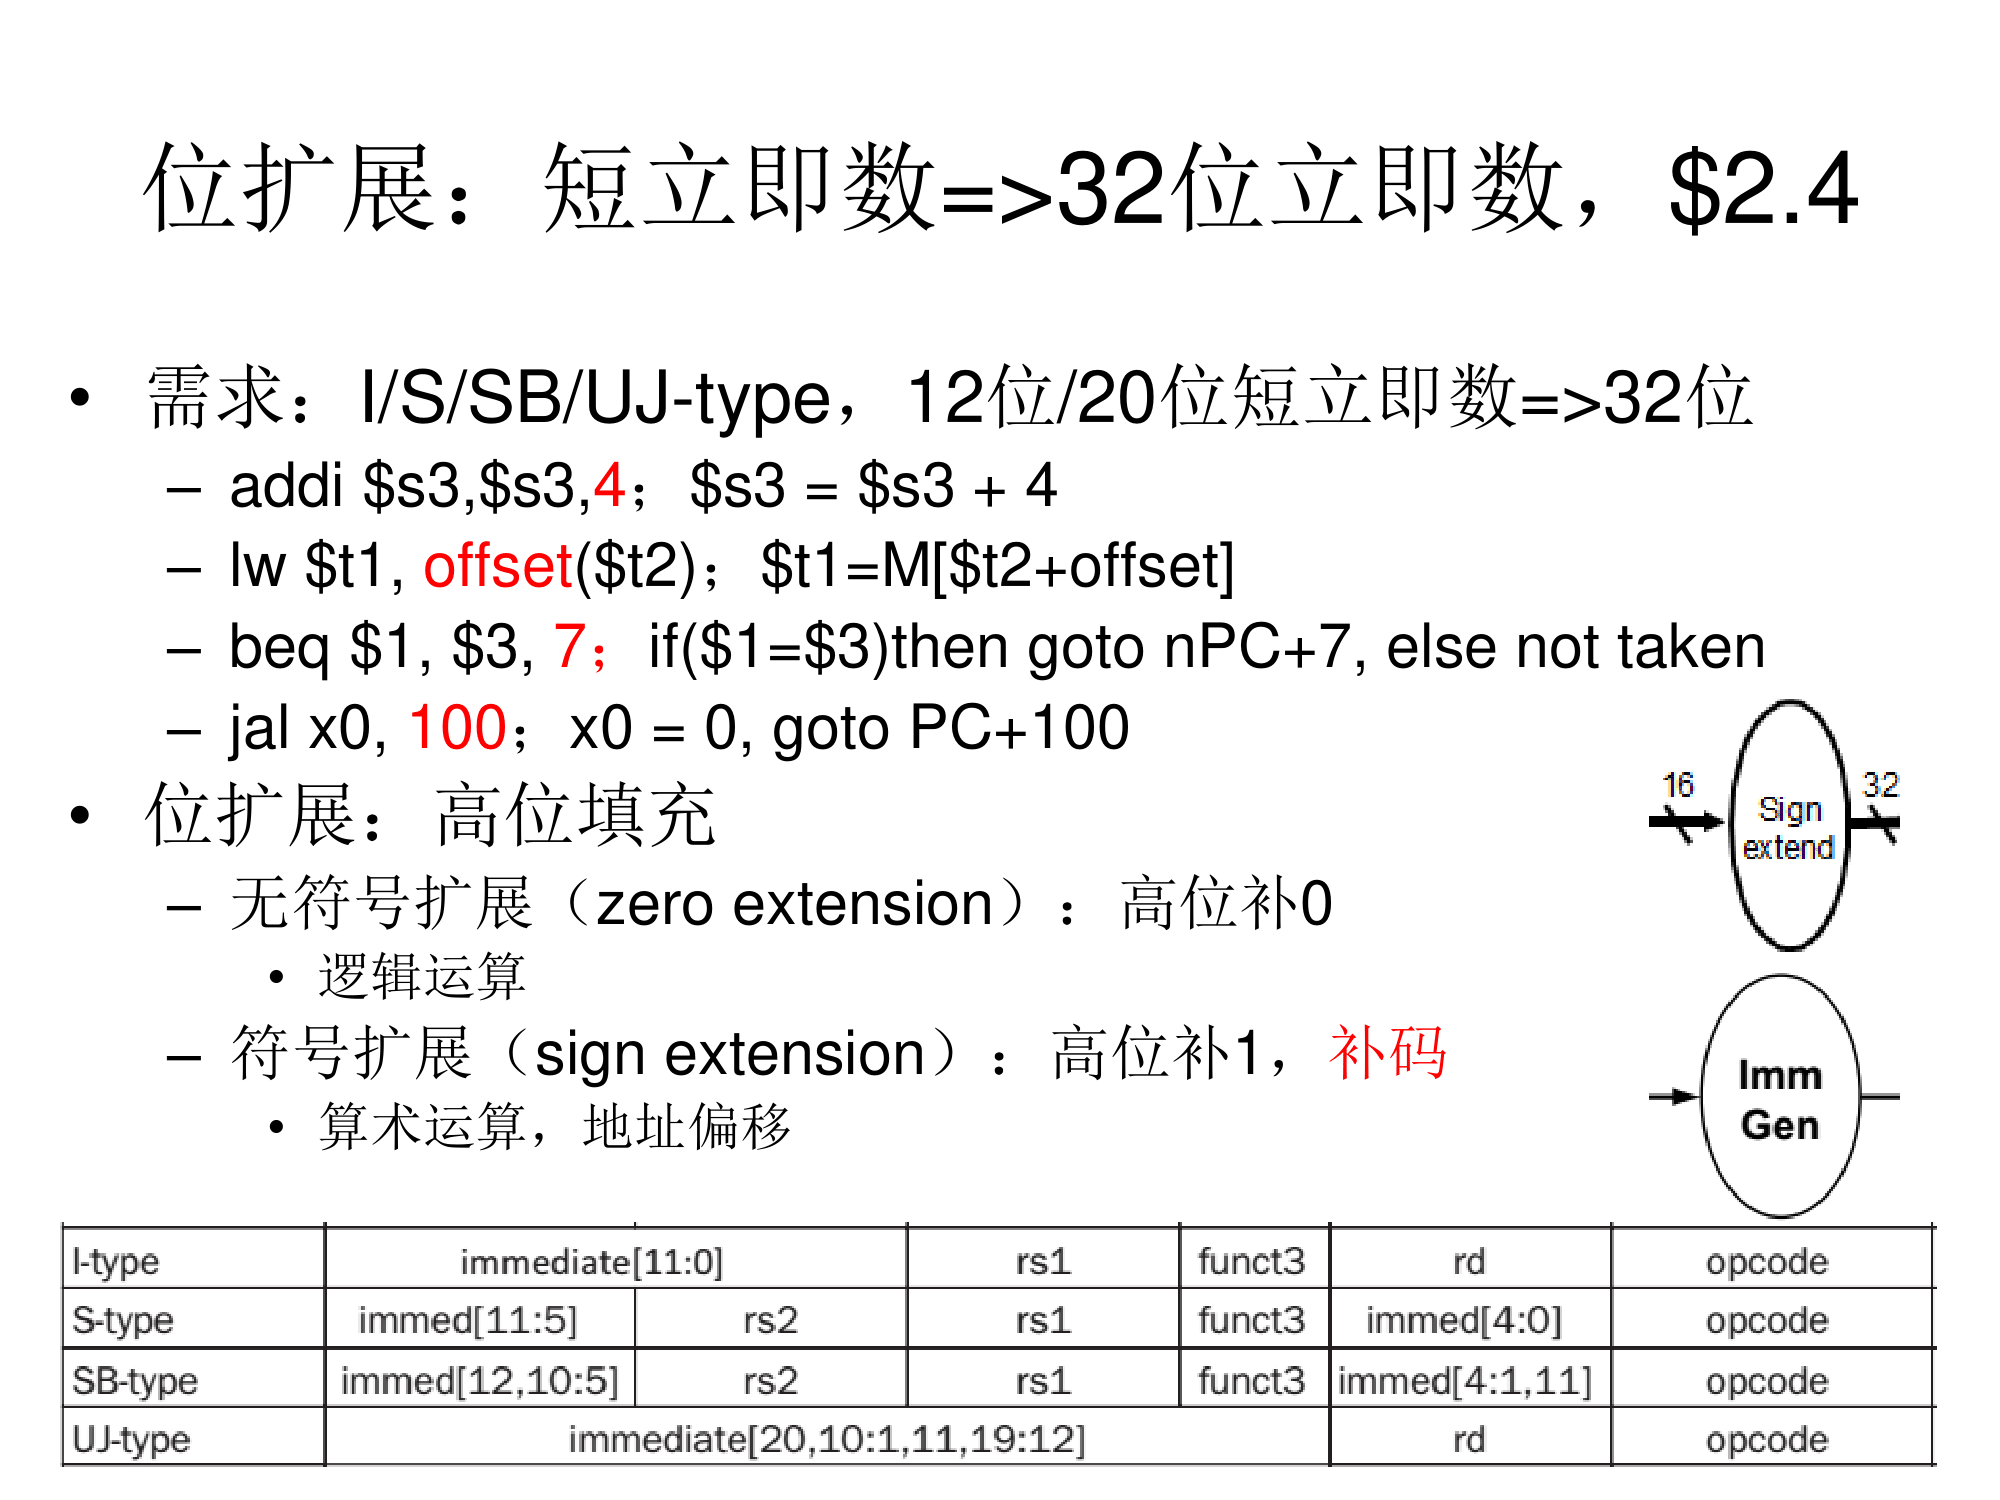 位扩展：短立即数=>32位立即数，$2.4
• 需求：I/S/SB/UJ-type，12位/20位短立即数=>32位
– addi $s3,$s3,4；$s3 = $s3 + 4
– lw $t1, offset($t2)；$t1=M[$t2+offset]
– beq $1, $3, 7；if($1=$3)then goto nPC+7, else not taken
– jal x0, 100；x0 = 0, goto PC+100
• 位扩展：高位填充
– 无符号扩展（zero extension）：高位补0
• 逻辑运算
– 符号扩展（sign extension）：高位补1，补码
• 算术运算，地址偏移
16
Sign
extend
32
Imm
Gen
I-type immediate[11:0] rs1 funct3 rd opcode
S-type immed[11:5] rs2 rs1 funct3 immed[4:0] opcode
SB-type immed[12,10:5] rs2 rs1 funct3 immed[4:1,11] opcode
UJ-type immediate[20,10:1,11,19:12] rd opcode